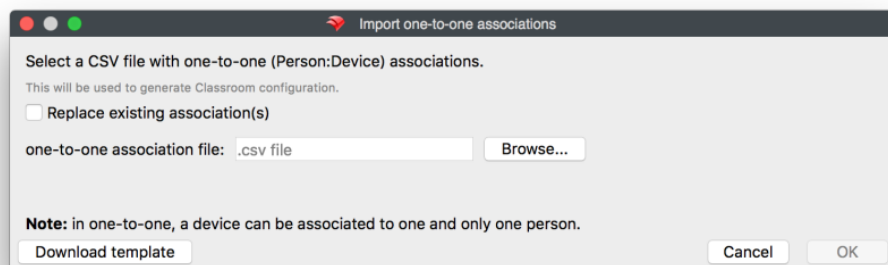 Import one-to-one associations
Select a CSV file with one-to-one (Person:Device) associations.
This will be used to generate Classroom configuration.
Replace existing association(s)
one-to-one association file: .csv file Browse...
Note: in one-to-one, a device can be associated to one and only one person.
Download template Cancel OK